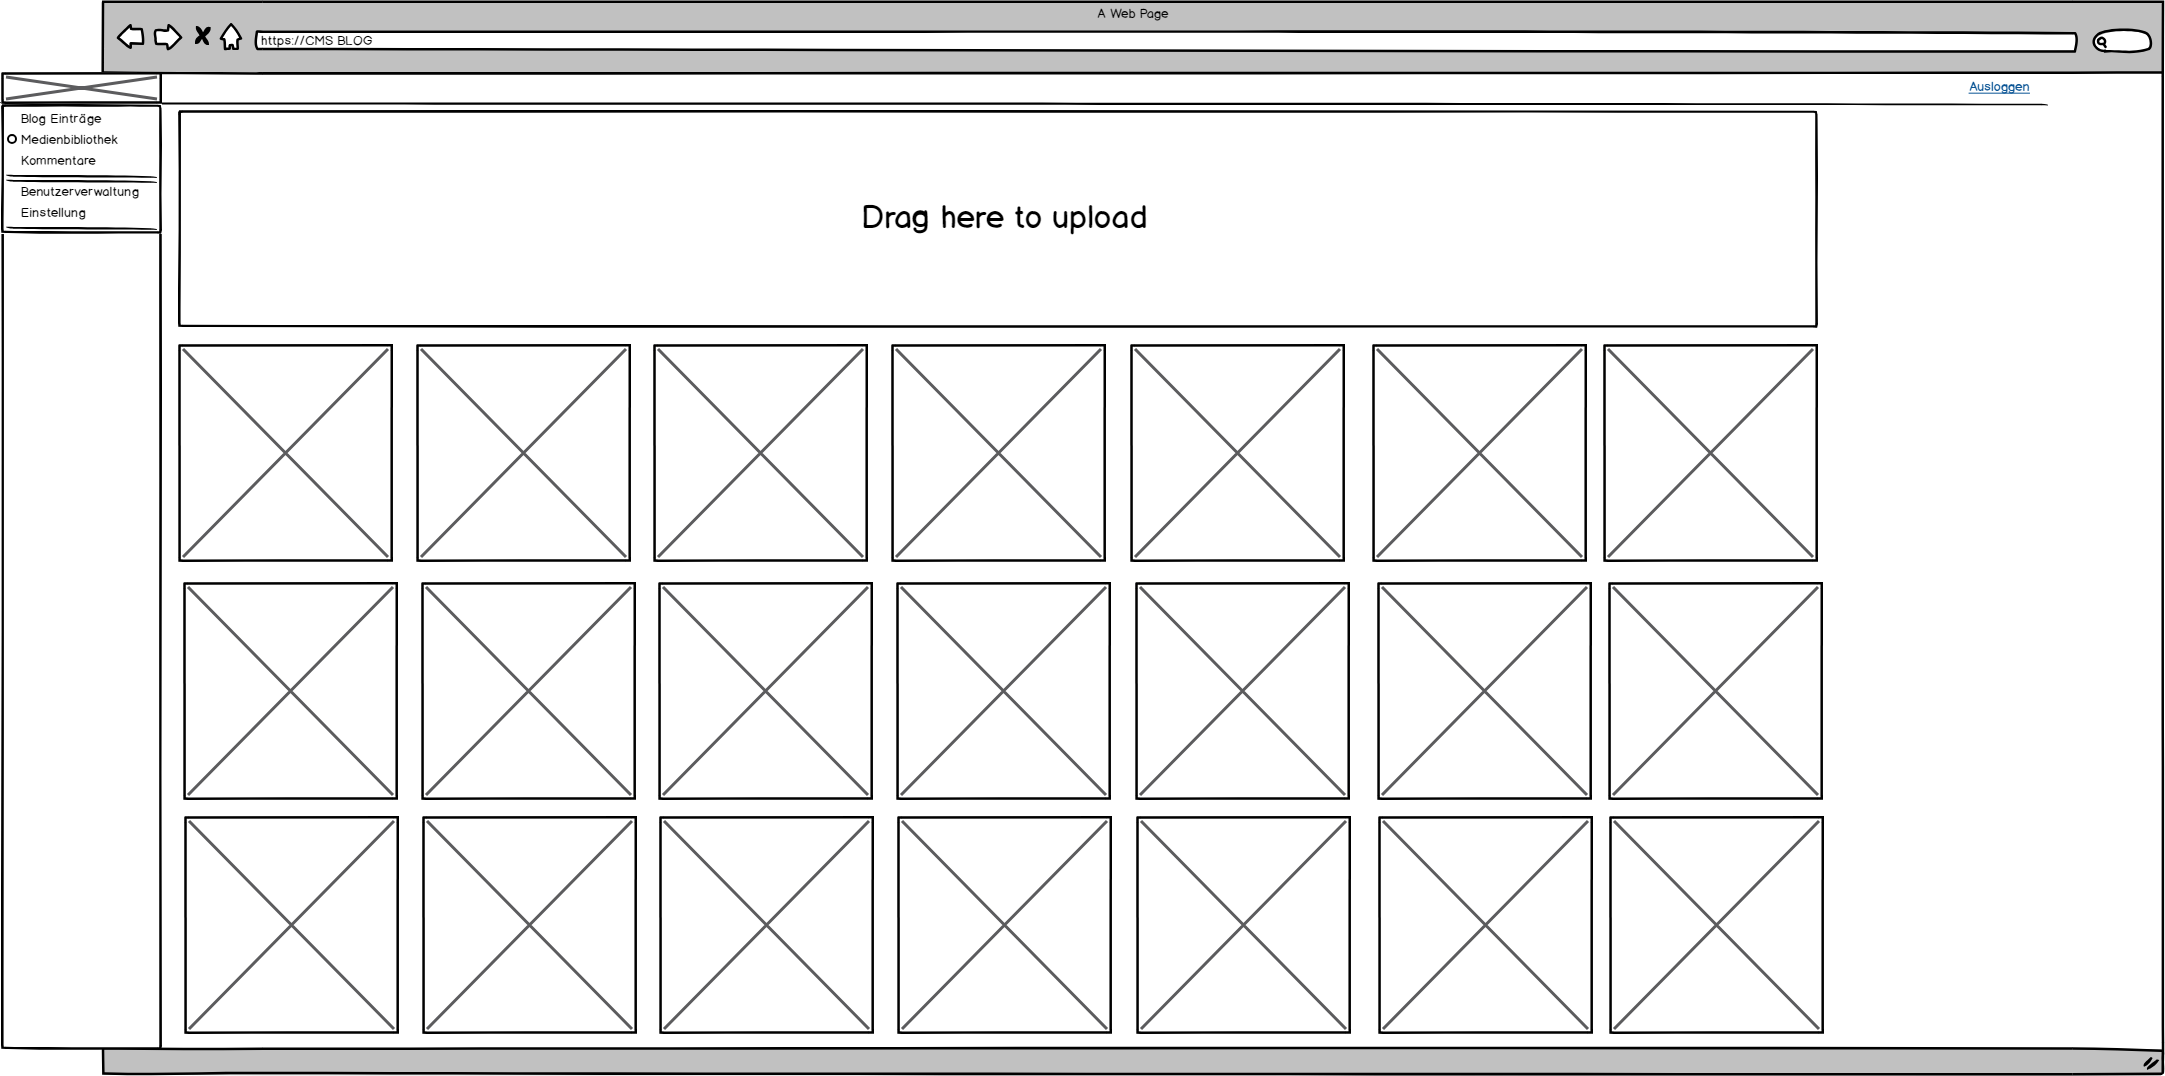 A Web Page
https://CMS BLOG
Ausloggen
Blog Einträge
Medienbibliothek
Kommentare
Benutzerverwaltung
Einstellung
Drag here to upload